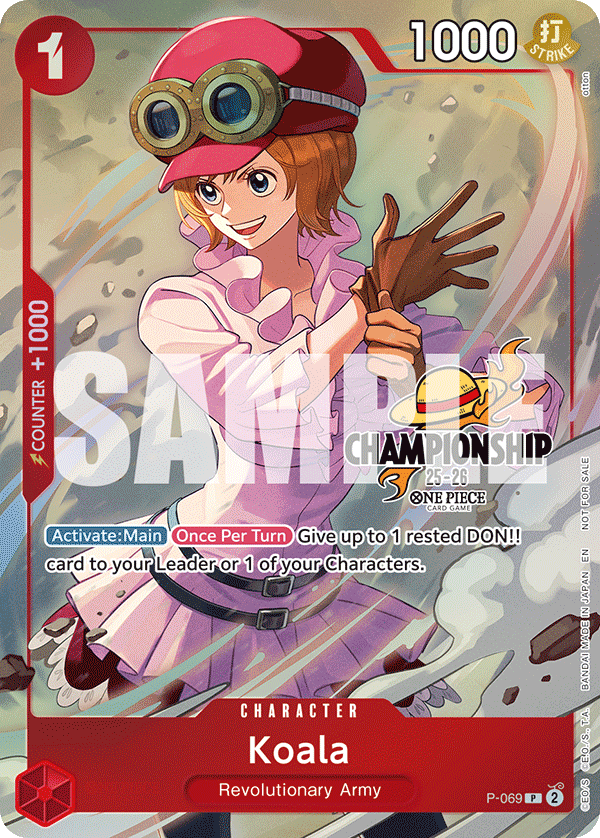 1
1000
打
STRIKE
otton
COUNTER +1000
SAMPLE
CHAMPIONSHIP
25-26
ONE PIECE
CARD GAME
Activate:Main Once Per Turn Give up to 1 rested DON!!
card to your Leader or 1 of your Characters.
©E.O/S ©E.O./S., T.A. BANDAI MADE IN JAPAN EN NOT FOR SALE
CHARACTER
Koala
Revolutionary Army
P-069 P 2